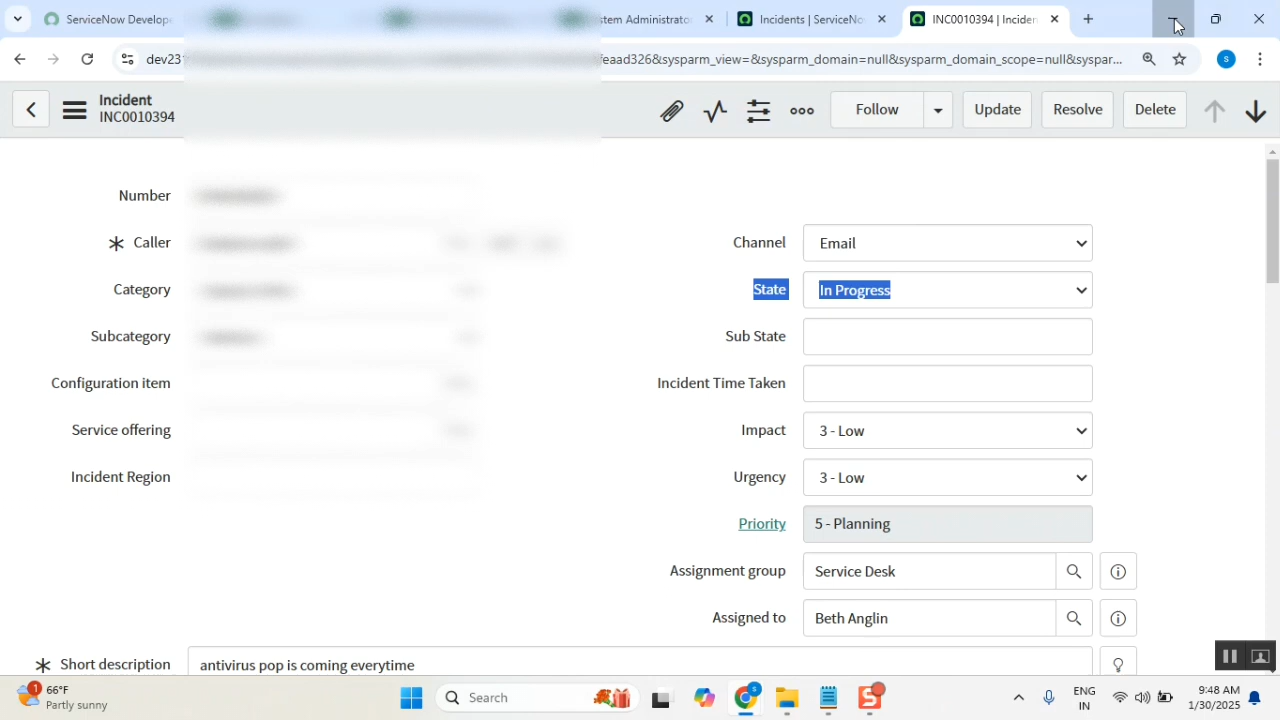 ServiceNow Develope
stem Administrato
Incidents | ServiceNo
INC0010394 | Inciden
dev231
eaad326&sysparm_view=&sysparm_domain=null&sysparm_domain_scope=null&syspar...
S
Incident
INC0010394
Follow
Update
Resolve
Delete
Number
Caller
Channel
Email
Category
State
In Progress
Subcategory
Sub State
Configuration item
Incident Time Taken
Service offering
Impact
3 - Low
Incident Region
Urgency
3 - Low
Priority
5 - Planning
Assignment group
Service Desk
Assigned to
Beth Anglin
Short description
antivirus pop is coming everytime
1
66°F
Partly sunny
Search
ENG
IN
9:48 AM
1/30/2025